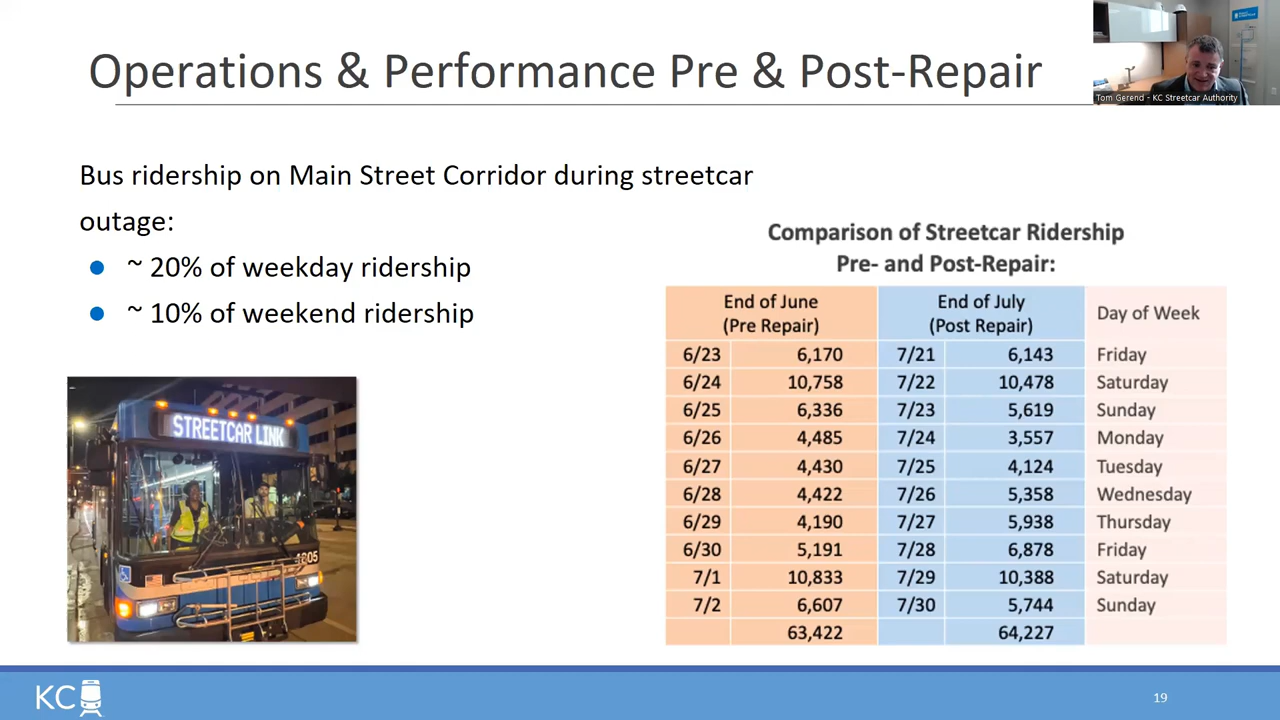 Operations & Performance Pre & Post-Repair
Tom Gerend - KC Streetcar Authority
Bus ridership on Main Street Corridor during streetcar
outage:
~ 20% of weekday ridership
~ 10% of weekend ridership
STREETCAR LINK
Comparison of Streetcar Ridership
Pre- and Post-Repair:
End of June End of July Day of Week
(Pre Repair) (Post Repair)
6/23 6,170 7/21 6,143 Friday
6/24 10,758 7/22 10,478 Saturday
6/25 6,336 7/23 5,619 Sunday
6/26 4,485 7/24 3,557 Monday
6/27 4,430 7/25 4,124 Tuesday
6/28 4,422 7/26 5,358 Wednesday
6/29 4,190 7/27 5,938 Thursday
6/30 5,191 7/28 6,878 Friday
7/1 10,833 7/29 10,388 Saturday
7/2 6,607 7/30 5,744 Sunday
63,422 64,227
KC
19